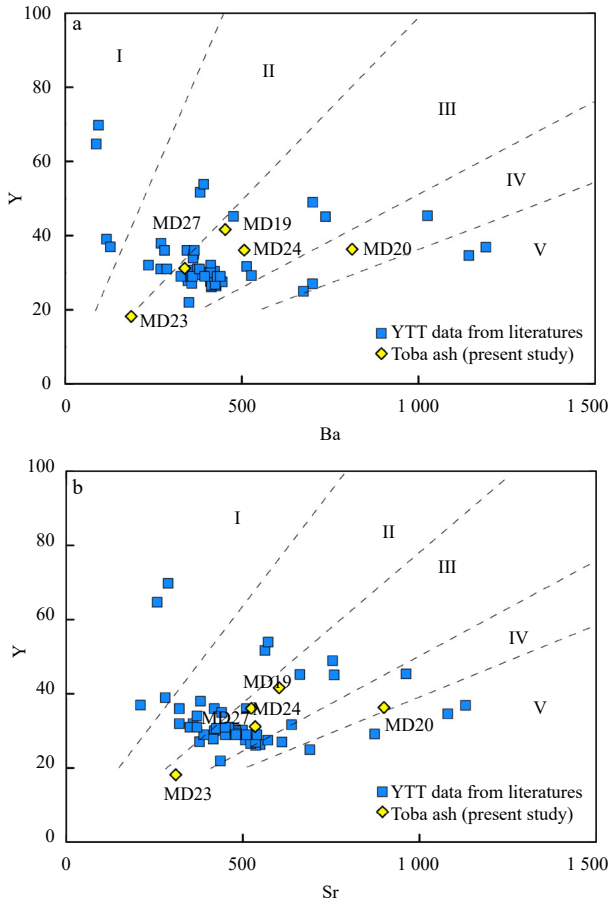 a
100
I
II
80
III
60
Y
IV
MD27
MD19
40
MD24
MD20
V
20
MD23
YTT data from literatures
Toba ash (present study)
0
0
500
1 000
1 500
Ba
b
100
I
II
80
III
60
Y
IV
MD19
40
MD24
MD27
MD20
V
20
MD23
YTT data from literatures
Toba ash (present study)
0
0
500
1 000
1 500
Sr